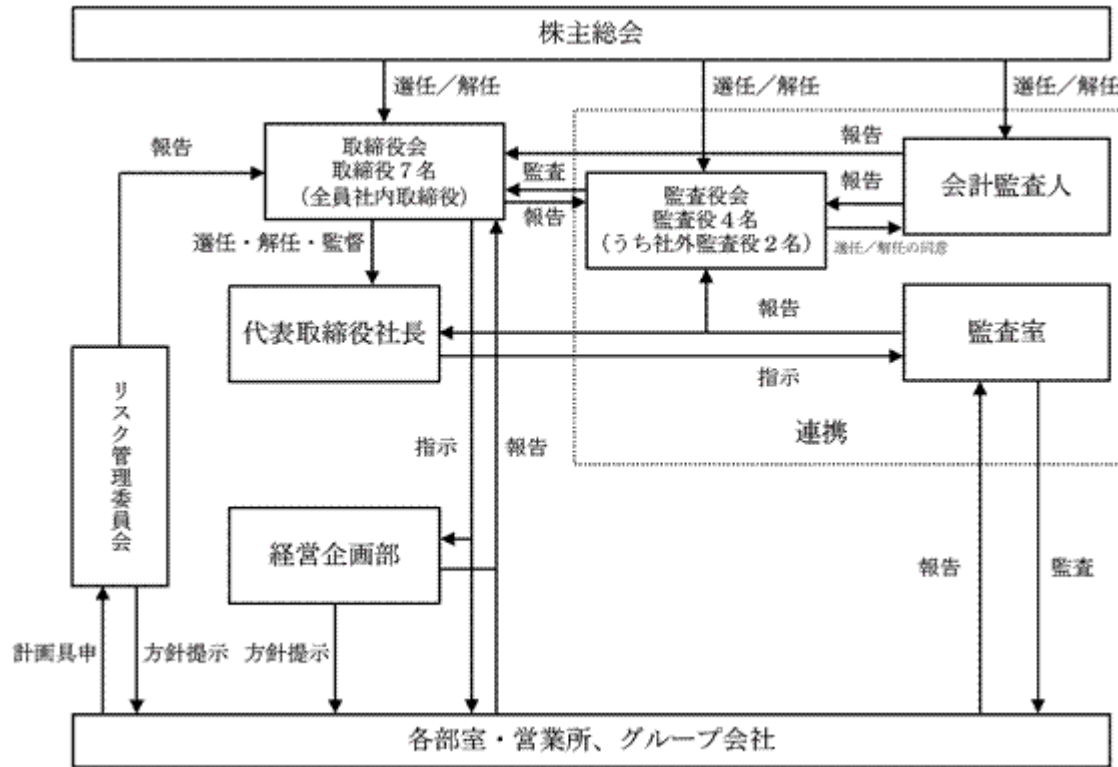 株主総会
選任／解任
選任／解任
選任／解任
報告
取締役会
取締役７名
（全員社内取締役）
報告
監査
報告
監査役会
監査役４名
（うち社外監査役２名）
報告
会計監査人
選任／解任の同意
選任・解任・監督
代表取締役社長
報告
監査室
指示
連携
リスク管理委員会
指示
報告
経営企画部
報告
監査
計画具申
方針提示
方針提示
各部室・営業所、グループ会社